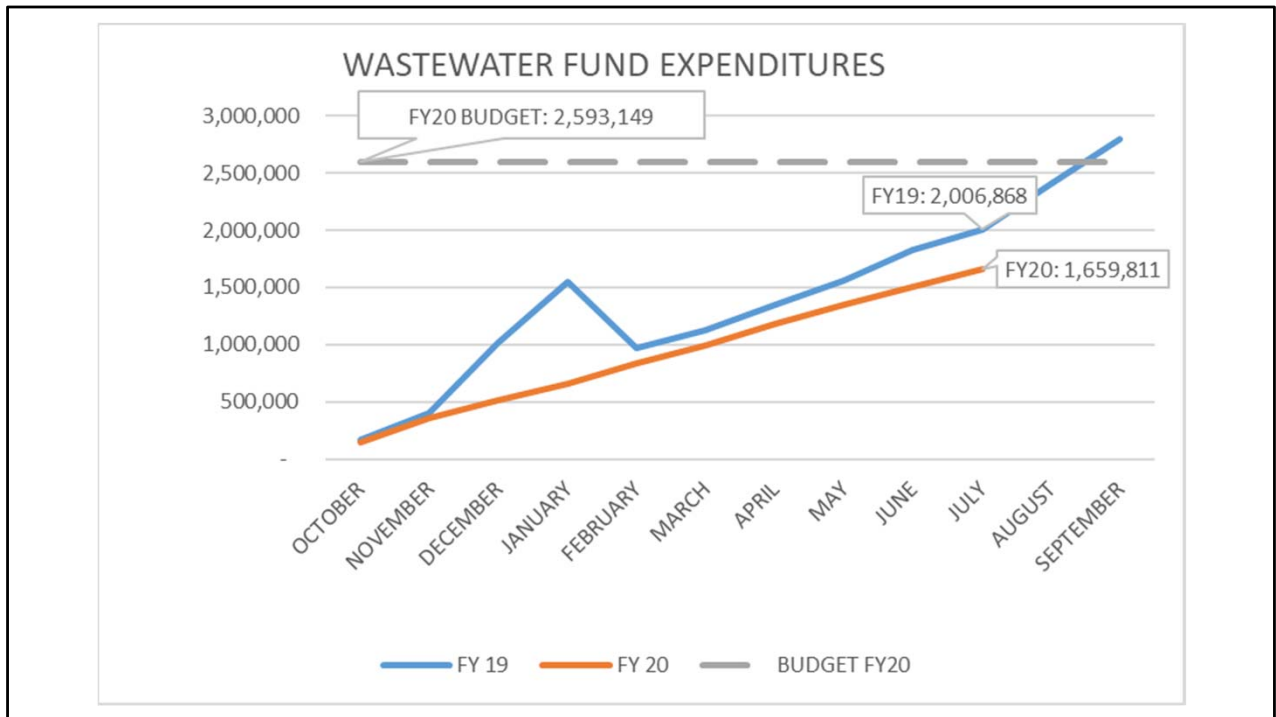 WASTEWATER FUND EXPENDITURES
3,000,000
FY20 BUDGET: 2,593,149
2,500,000
FY19: 2,006,868
2,000,000
FY20: 1,659,811
1,500,000
1,000,000
500,000
-
OCTOBER
NOVEMBER
DECEMBER
JANUARY
FEBRUARY
MARCH
APRIL
MAY
JUNE
JULY
AUGUST
SEPTEMBER
FY 19 FY 20 BUDGET FY20